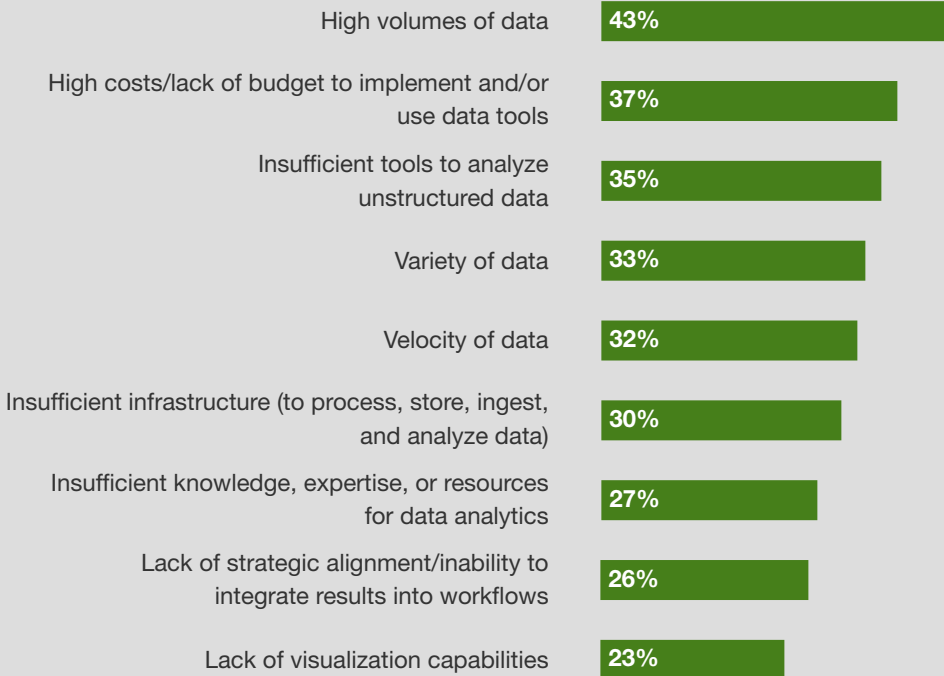 High volumes of data 43%
High costs/lack of budget to implement and/or
use data tools 37%
Insufficient tools to analyze
unstructured data 35%
Variety of data 33%
Velocity of data 32%
Insufficient infrastructure (to process, store, ingest,
and analyze data) 30%
Insufficient knowledge, expertise, or resources
for data analytics 27%
Lack of strategic alignment/inability to
integrate results into workflows 26%
Lack of visualization capabilities 23%